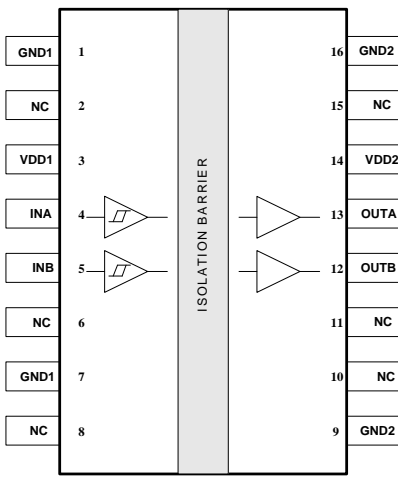 GND1 1 16 GND2
NC 2 15 NC
VDD1 3 14 VDD2
INA 4 13 OUTA
INB 5 12 OUTB
NC 6 11 NC
GND1 7 10 NC
NC 8 9 GND2
ISOLATION BARRIER